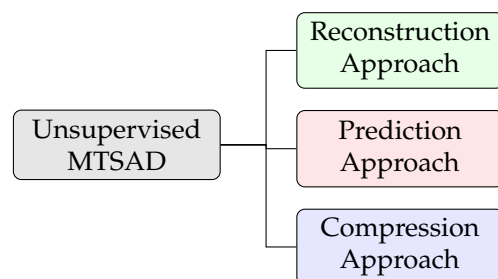 Unsupervised
MTSAD
Reconstruction
Approach
Prediction
Approach
Compression
Approach